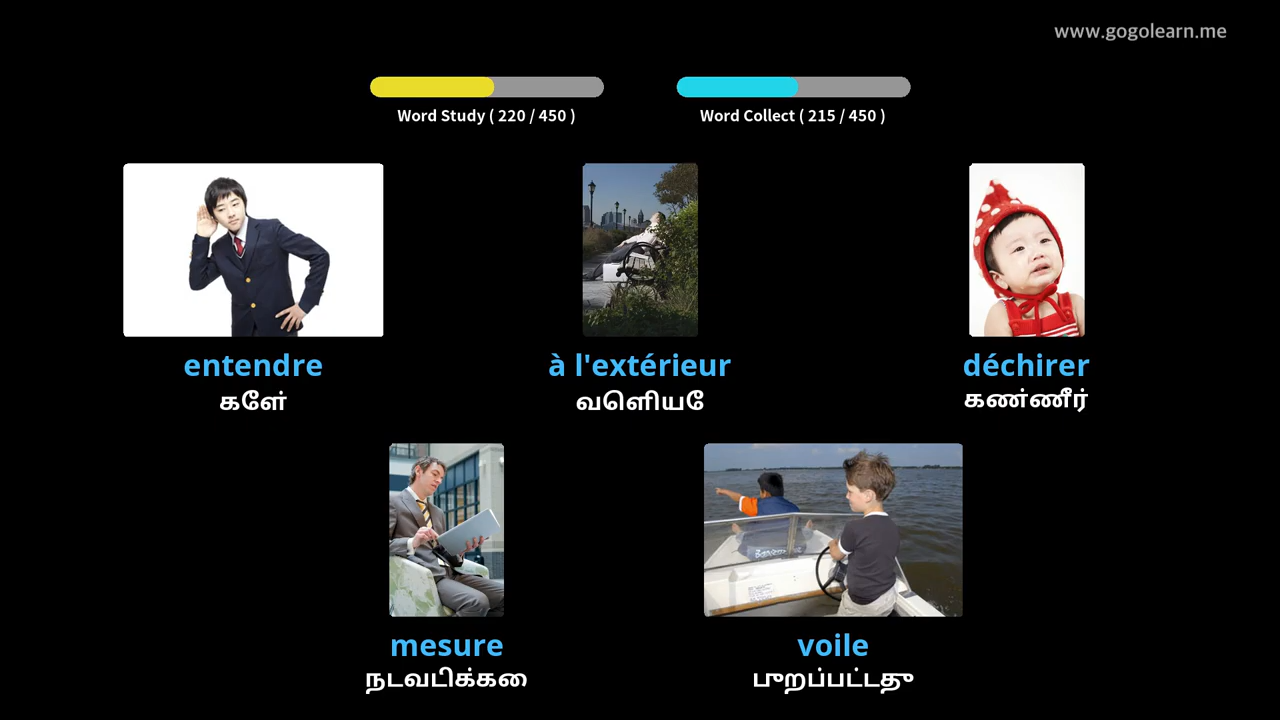 www.gogolearn.me
Word Study ( 220 / 450 )
Word Collect ( 215 / 450 )
entendre
கேள்
à l'extérieur
வெளியே
déchirer
கண்ணீர்
mesure
நடவடிக்கை
voile
புறப்பட்டது